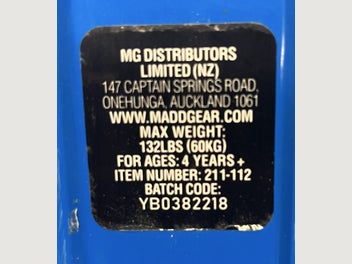 MG DISTRIBUTORS
LIMITED (NZ)
147 CAPTAIN SPRINGS ROAD,
ONEHUNGA, AUCKLAND 1061
WWW.MADDGEAR.COM
MAX WEIGHT:
132LBS (60KG)
FOR AGES: 4 YEARS +
ITEM NUMBER: 211-112
BATCH CODE:
YB0382218